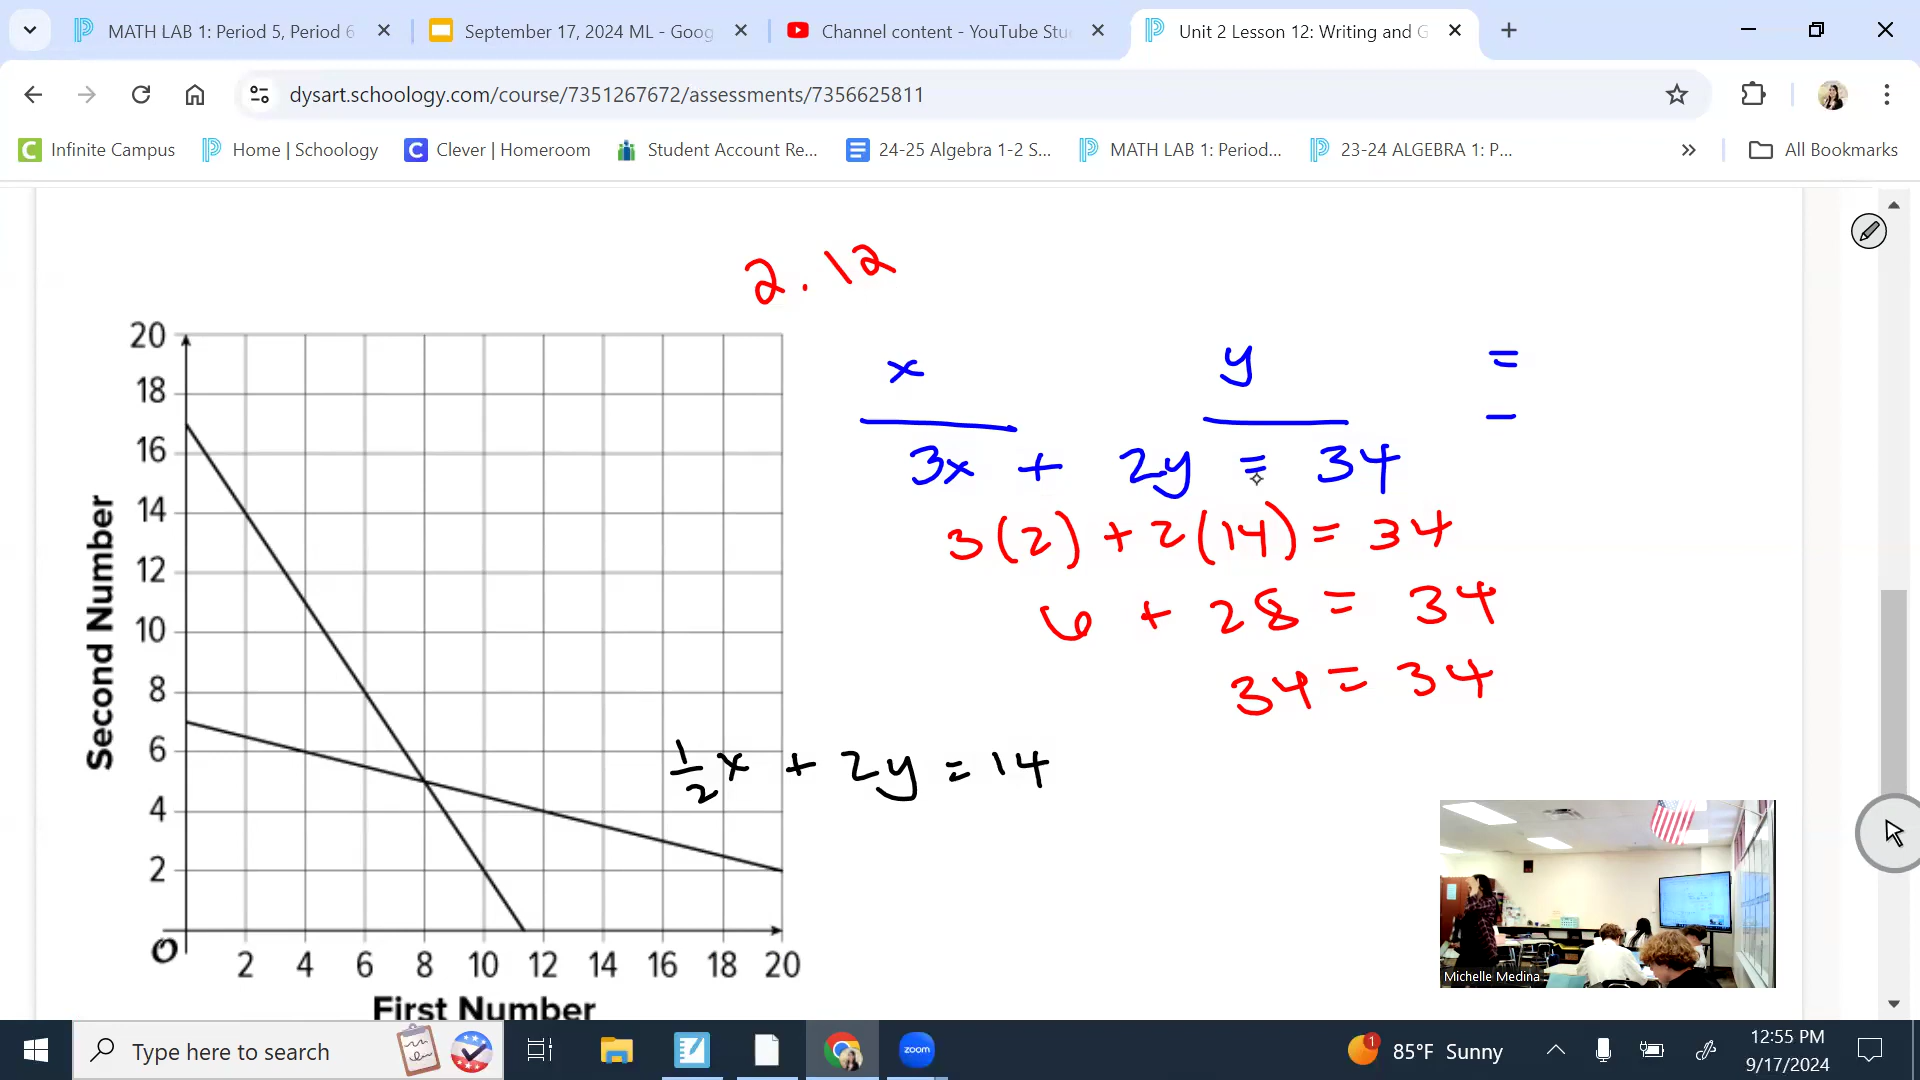 MATH LAB 1: Period 5, Period 6
September 17, 2024 ML - Goog
Channel content - YouTube Stu
Unit 2 Lesson 12: Writing and G
dysart.schoology.com/course/7351267672/assessments/7356625811
Infinite Campus
Home | Schoology
Clever | Homeroom
Student Account Re...
24-25 Algebra 1-2 S...
MATH LAB 1: Period...
23-24 ALGEBRA 1: P...
All Bookmarks
2.12
x y =
3x + 2y = 34
3(2) + 2(14) = 34
6 + 28 = 34
34 = 34
1/2x + 2y = 14
Second Number
20
18
16
14
12
10
8
6
4
2
O
2 4 6 8 10 12 14 16 18 20
First Number
Michelle Medina
Type here to search
zoom
1
85°F Sunny
12:55 PM
9/17/2024